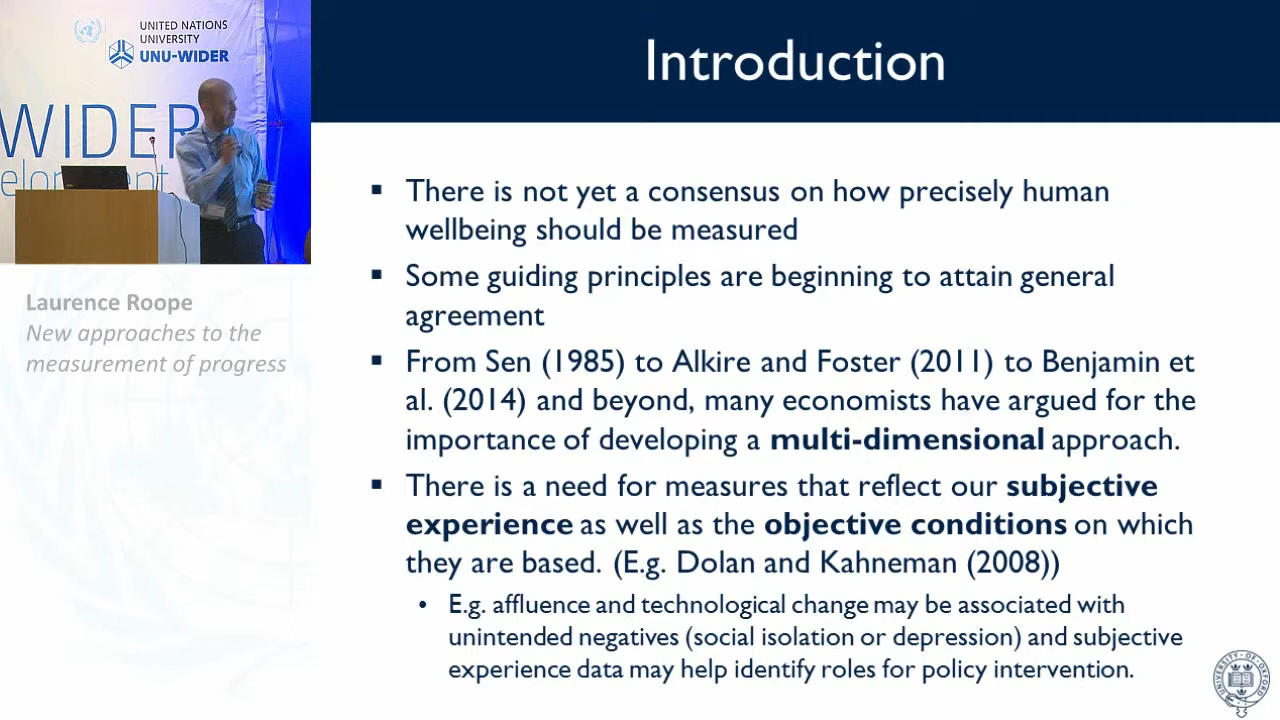 UNITED NATIONS
UNIVERSITY
UNU-WIDER
WIDER
Laurence Roope
New approaches to the
measurement of progress
Introduction
▪ There is not yet a consensus on how precisely human
wellbeing should be measured
▪ Some guiding principles are beginning to attain general
agreement
▪ From Sen (1985) to Alkire and Foster (2011) to Benjamin et
al. (2014) and beyond, many economists have argued for the
importance of developing a multi-dimensional approach.
▪ There is a need for measures that reflect our subjective
experience as well as the objective conditions on which
they are based. (E.g. Dolan and Kahneman (2008))
• E.g. affluence and technological change may be associated with
unintended negatives (social isolation or depression) and subjective
experience data may help identify roles for policy intervention.
UNIVERSITY OF OXFORD